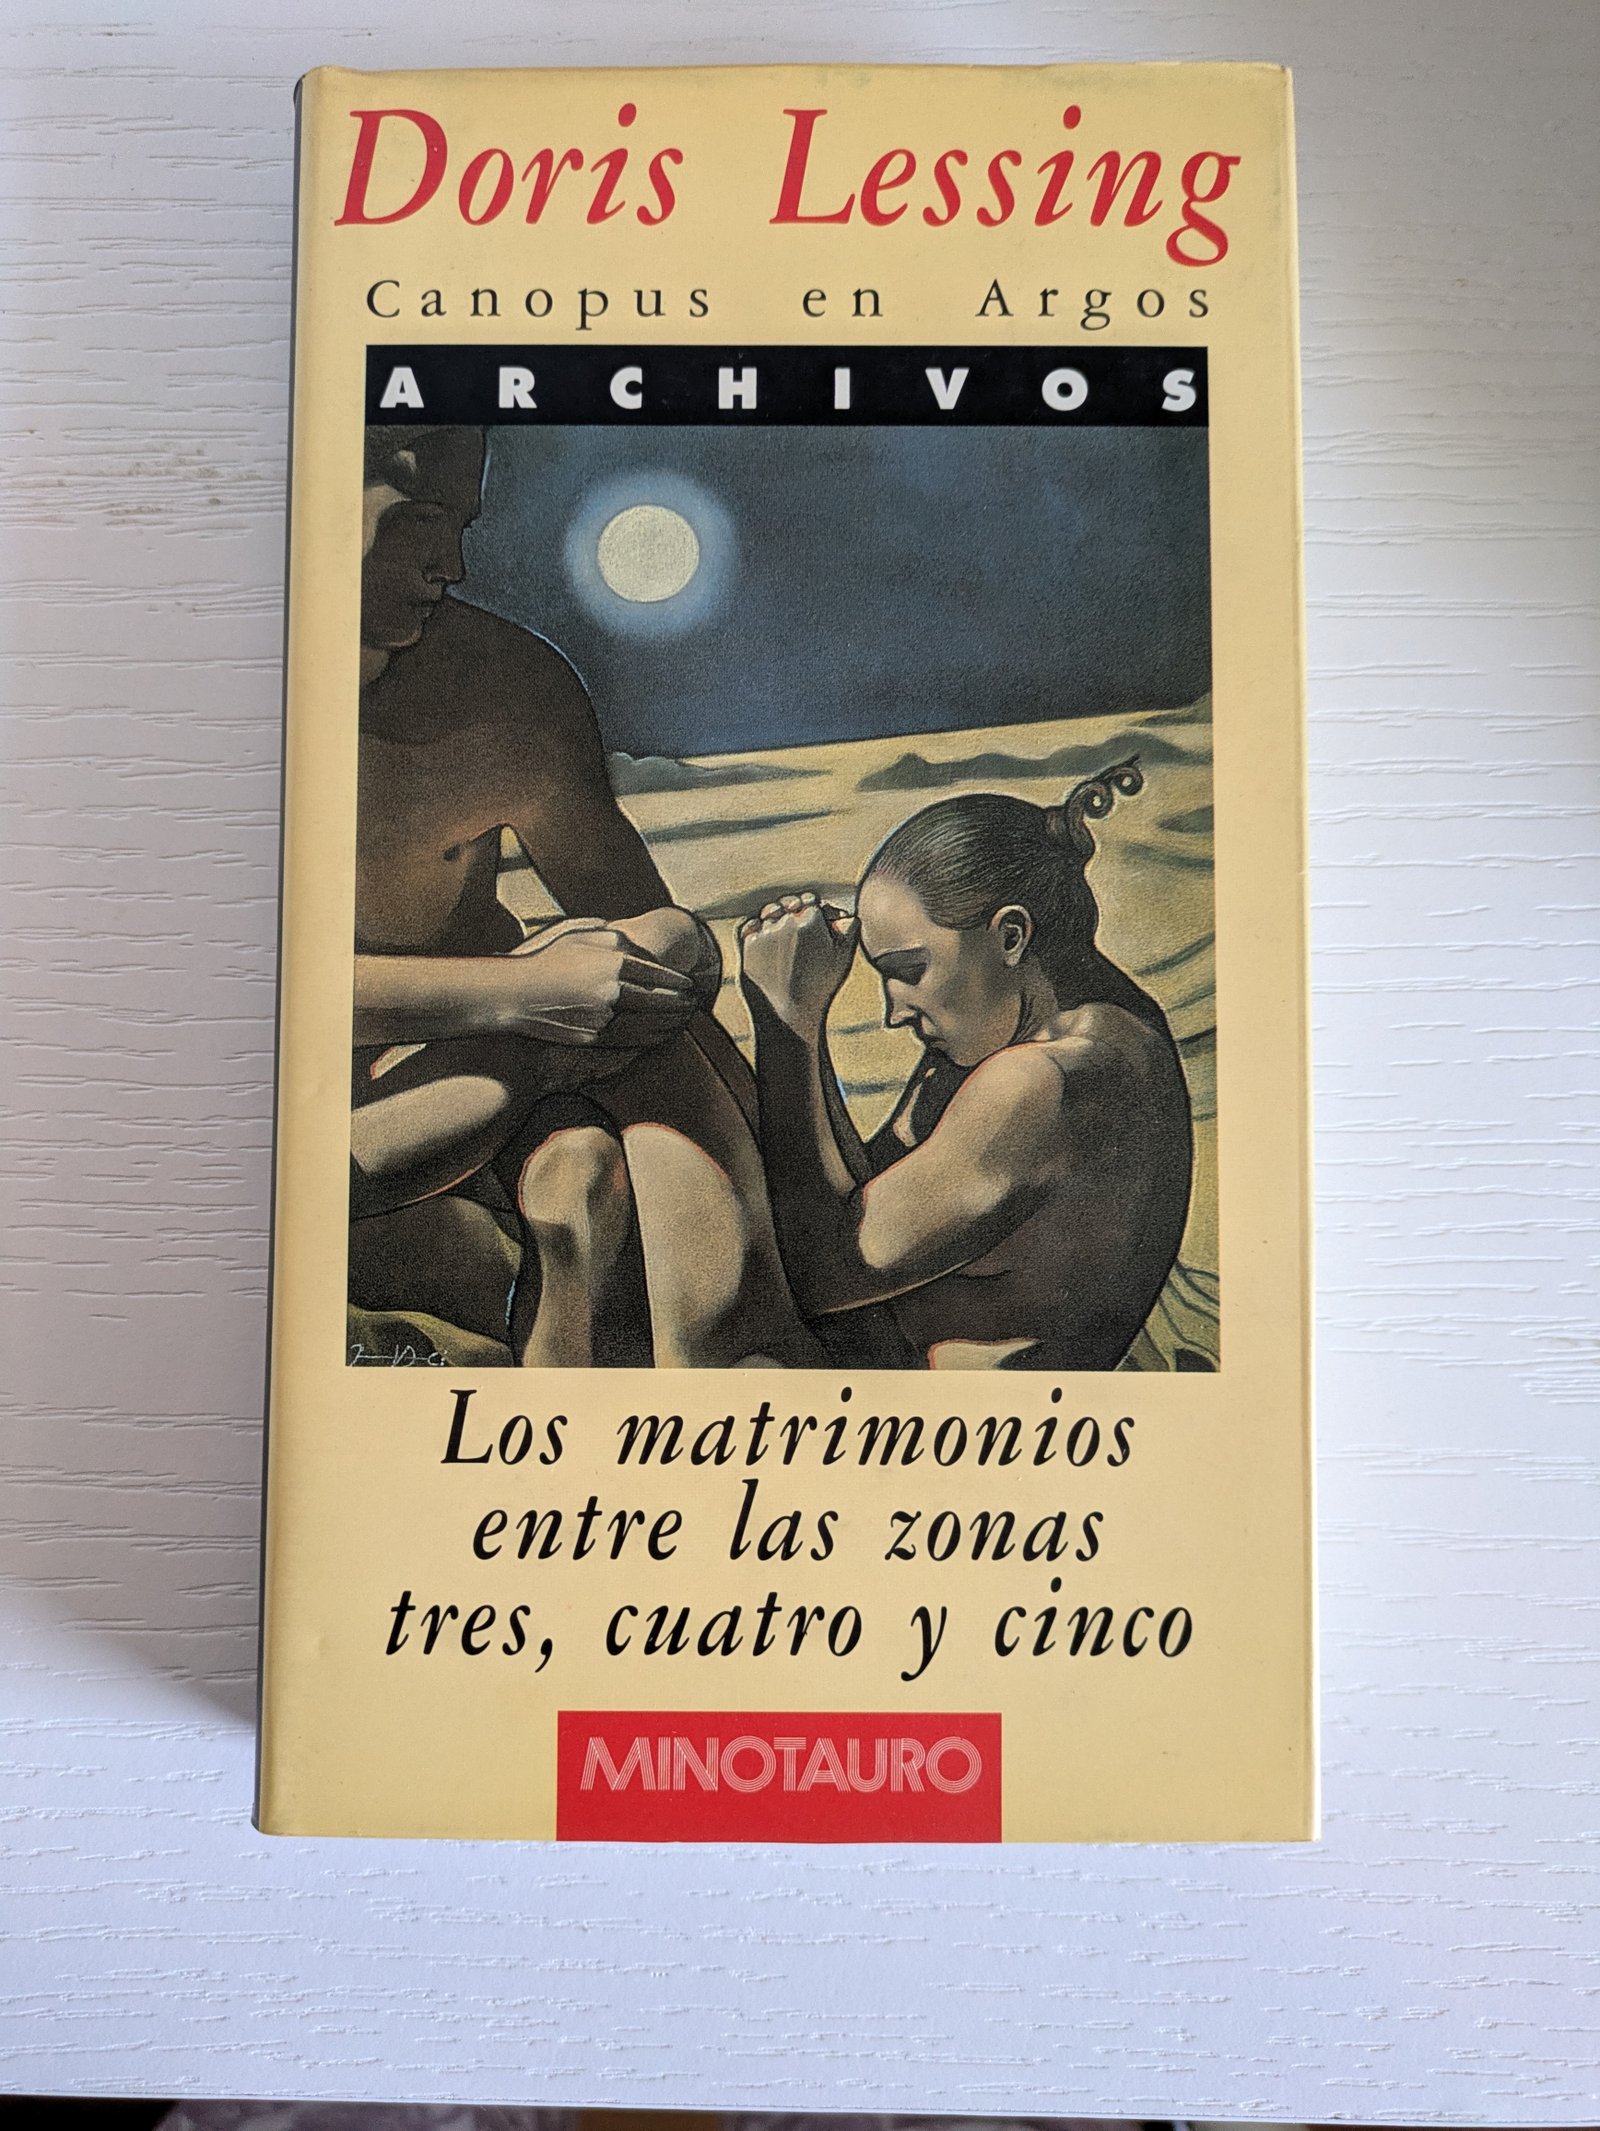 Doris Lessing
Canopus en Argos
ARCHIVOS
Los matrimonios
entre las zonas
tres, cuatro y cinco
MINOTAURO